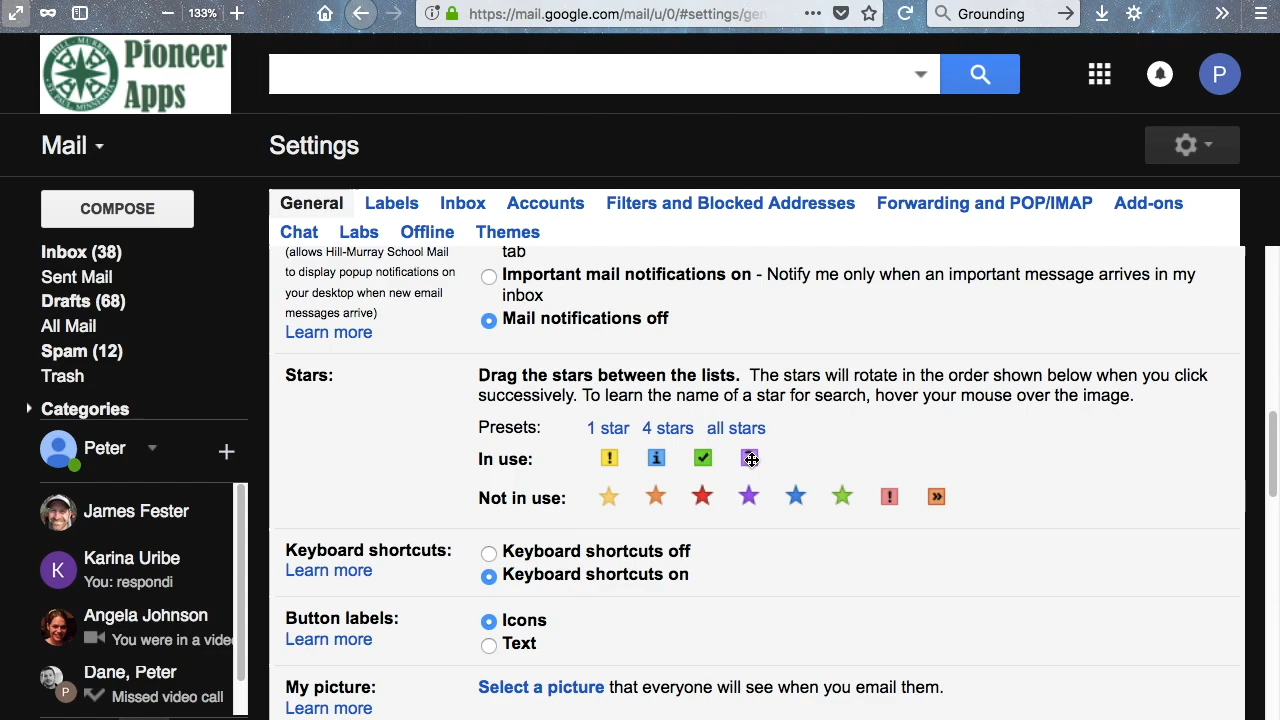 133%
https://mail.google.com/mail/u/0/#settings/gen
Grounding
HILL-MURRAY
ST. PAUL, MINNESOTA
Pioneer
Apps
P
Mail
Settings
COMPOSE
General Labels Inbox Accounts Filters and Blocked Addresses Forwarding and POP/IMAP Add-ons
Chat Labs Offline Themes
Inbox (38)
Sent Mail
Drafts (68)
All Mail
Spam (12)
Trash
Categories
Peter
James Fester
K
Karina Uribe
You: respondi
Angela Johnson
You were in a vide
Dane, Peter
P
Missed video call
(allows Hill-Murray School Mail
to display popup notifications on
your desktop when new email
messages arrive)
Learn more
tab
Important mail notifications on - Notify me only when an important message arrives in my
inbox
Mail notifications off
Stars:
Drag the stars between the lists. The stars will rotate in the order shown below when you click
successively. To learn the name of a star for search, hover your mouse over the image.
Presets: 1 star 4 stars all stars
In use: ! i
Not in use: ! »
Keyboard shortcuts:
Learn more
Keyboard shortcuts off
Keyboard shortcuts on
Button labels:
Learn more
Icons
Text
My picture:
Learn more
Select a picture that everyone will see when you email them.